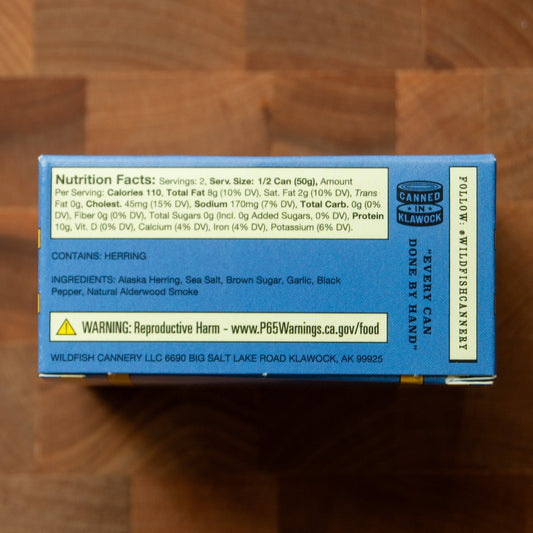 Nutrition Facts: Servings: 2, Serv. Size: 1/2 Can (50g), Amount
Per Serving: Calories 110, Total Fat 8g (10% DV), Sat. Fat 2g (10% DV), Trans
Fat 0g, Cholest. 45mg (15% DV), Sodium 170mg (7% DV), Total Carb. 0g (0%
DV), Fiber 0g (0% DV), Total Sugars 0g (Incl. 0g Added Sugars, 0% DV), Protein
10g, Vit. D (0% DV), Calcium (4% DV), Iron (4% DV), Potassium (6% DV).
CONTAINS: HERRING
INGREDIENTS: Alaska Herring, Sea Salt, Brown Sugar, Garlic, Black
Pepper, Natural Alderwood Smoke
WARNING: Reproductive Harm - www.P65Warnings.ca.gov/food
WILDFISH CANNERY LLC 6690 BIG SALT LAKE ROAD KLAWOCK, AK 99925
CANNED
IN
KLAWOCK
"EVERY CAN
DONE BY HAND"
FOLLOW: @WILDFISHCANNERY